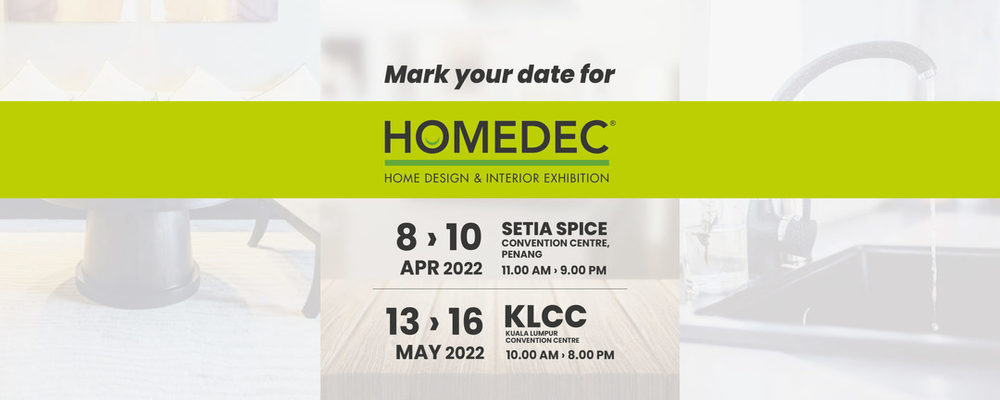 Mark your date for
HOMEDEC®
HOME DESIGN & INTERIOR EXHIBITION
8 › 10
APR 2022
SETIA SPICE
CONVENTION CENTRE,
PENANG
11.00 AM › 9.00 PM
13 › 16
MAY 2022
KLCC
KUALA LUMPUR
CONVENTION CENTRE
10.00 AM › 8.00 PM